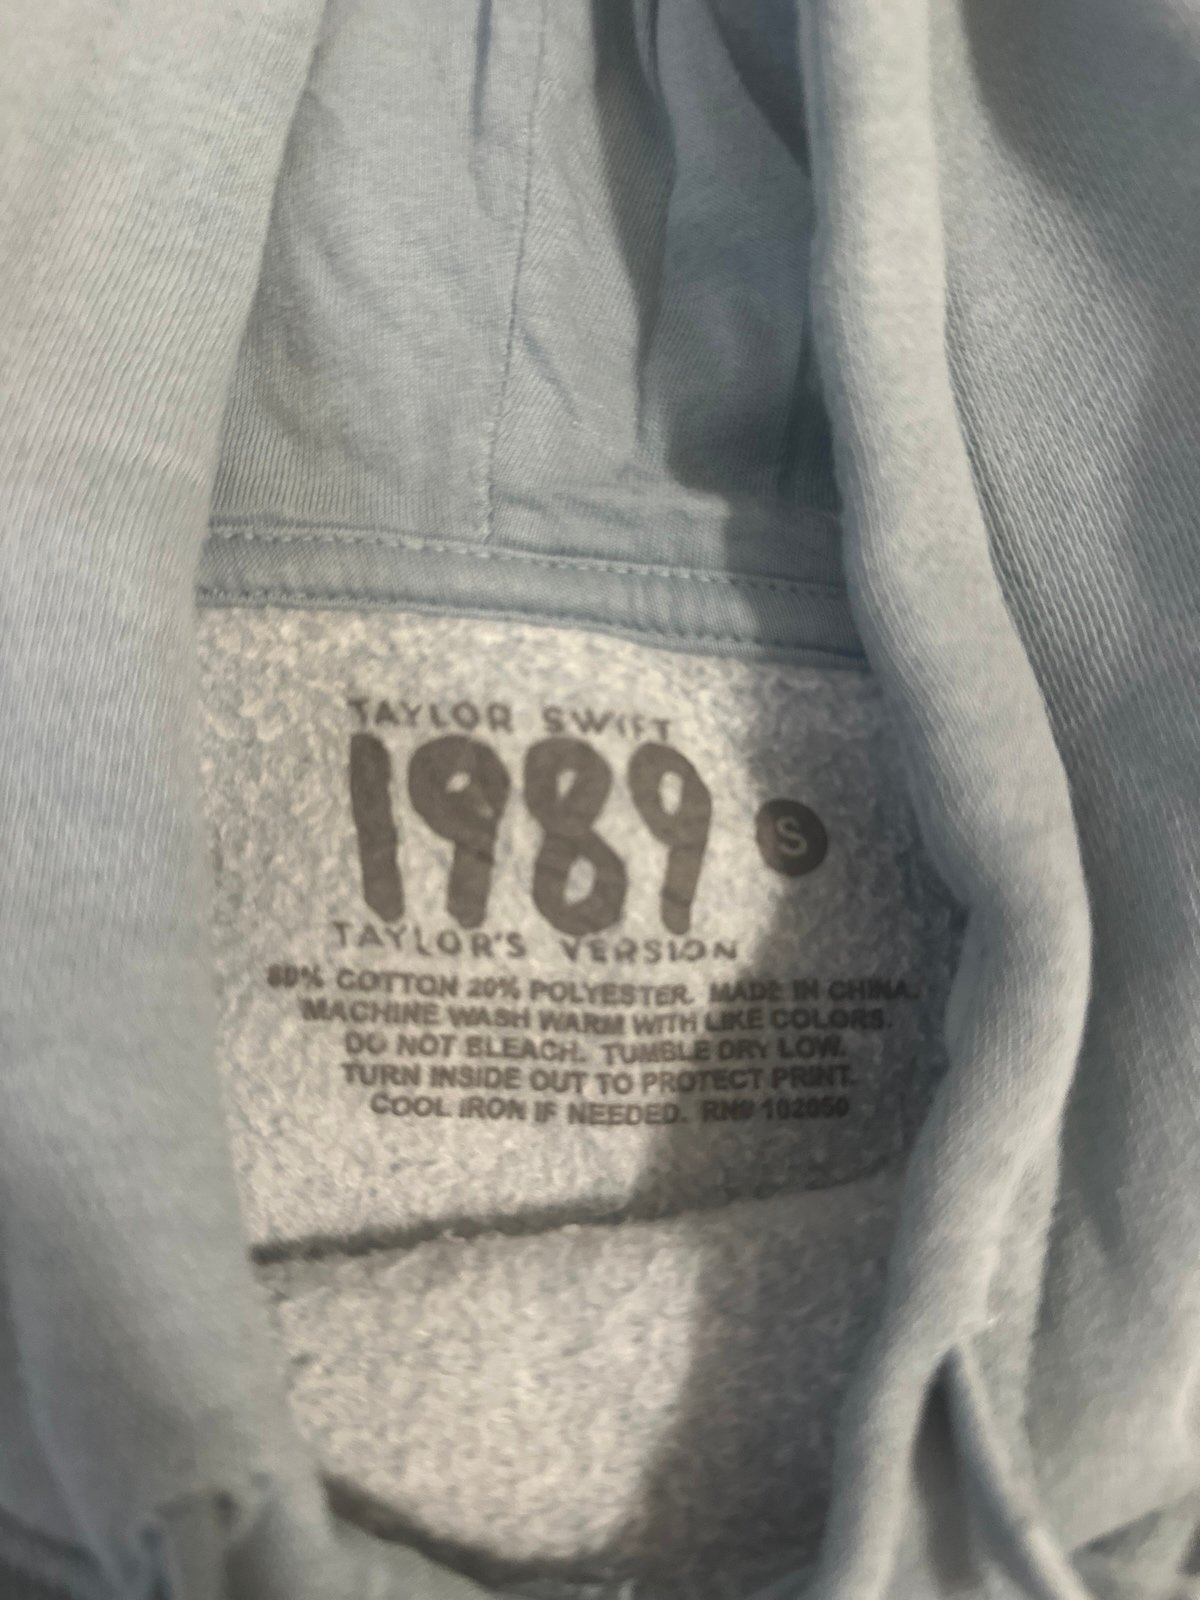 TAYLOR SWIFT
1989
S
TAYLOR'S VERSION
80% COTTON 20% POLYESTER. MADE IN CHINA.
MACHINE WASH WARM WITH LIKE COLORS.
DO NOT BLEACH. TUMBLE DRY LOW.
TURN INSIDE OUT TO PROTECT PRINT.
COOL IRON IF NEEDED. RN# 102050